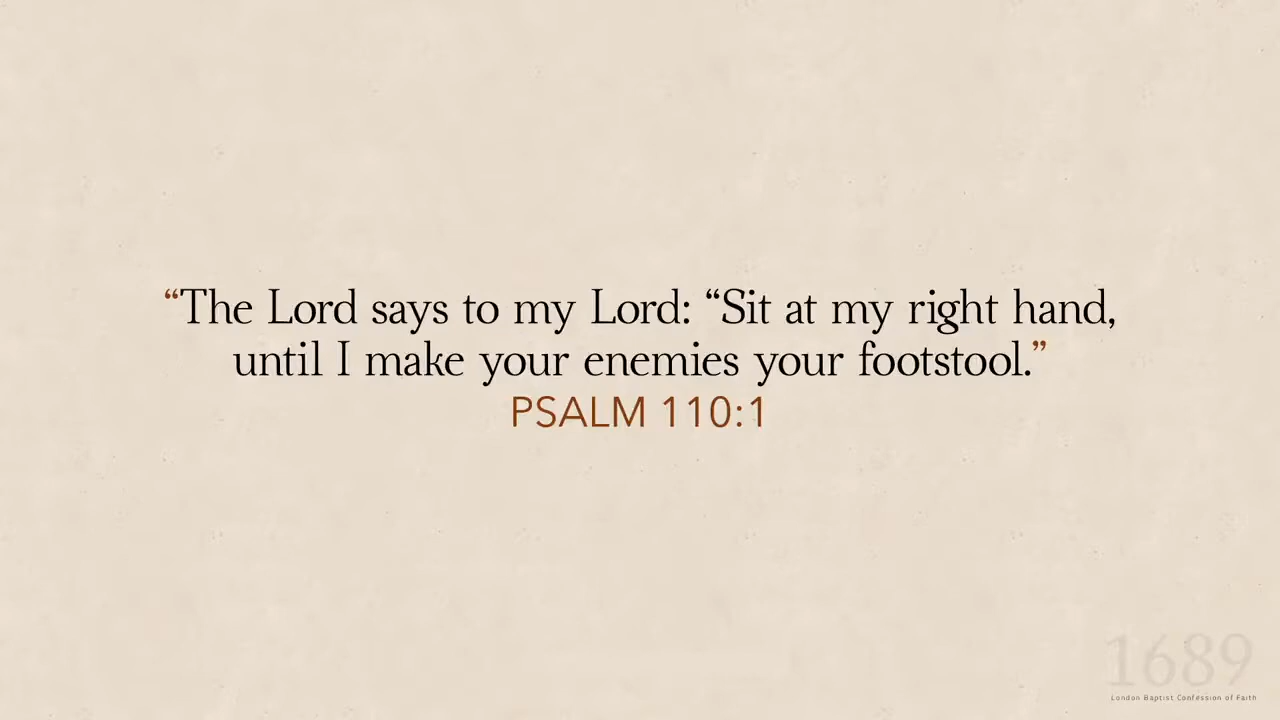 “The Lord says to my Lord: “Sit at my right hand,
until I make your enemies your footstool.”
PSALM 110:1
1689
London Baptist Confession of Faith